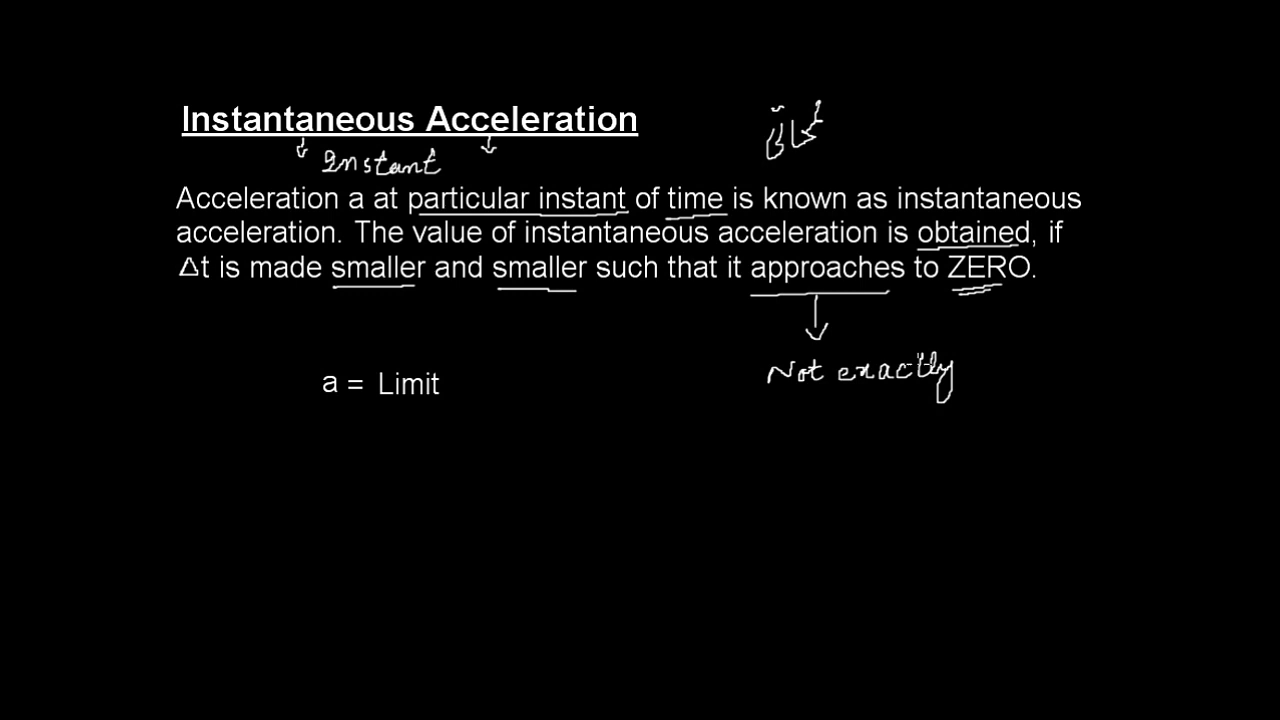 Instantaneous Acceleration
Instant
Acceleration a at particular instant of time is known as instantaneous
acceleration. The value of instantaneous acceleration is obtained, if
Δt is made smaller and smaller such that it approaches to ZERO.
Not exactly
a = Limit